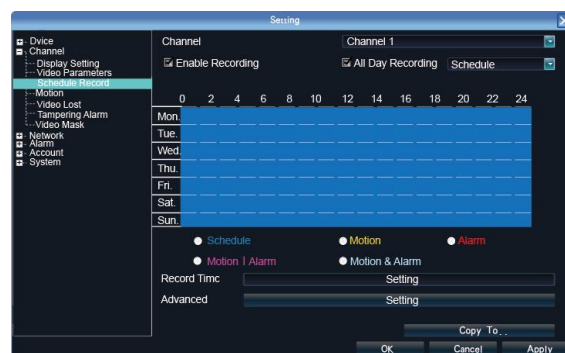 Setting
Dvice
Channel
Display Setting
Video Parameters
Schedule Record
Motion
Video Lost
Tampering Alarm
Video Mask
Network
Alarm
Account
System
Channel Channel 1
Enable Recording All Day Recording Schedule
0 2 4 6 8 10 12 14 16 18 20 22 24
Mon.
Tue.
Wed.
Thu.
Fri.
Sat.
Sun.
Schedule Motion Alarm
Motion | Alarm Motion & Alarm
Record Timc Setting
Advanced Setting
Copy To..
OK Cancel Apply